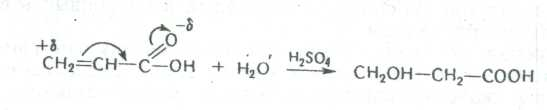 +δ CH₂=CH-C-OH O -δ + H₂O' H₂SO₄ CH₂OH-CH₂-COOH